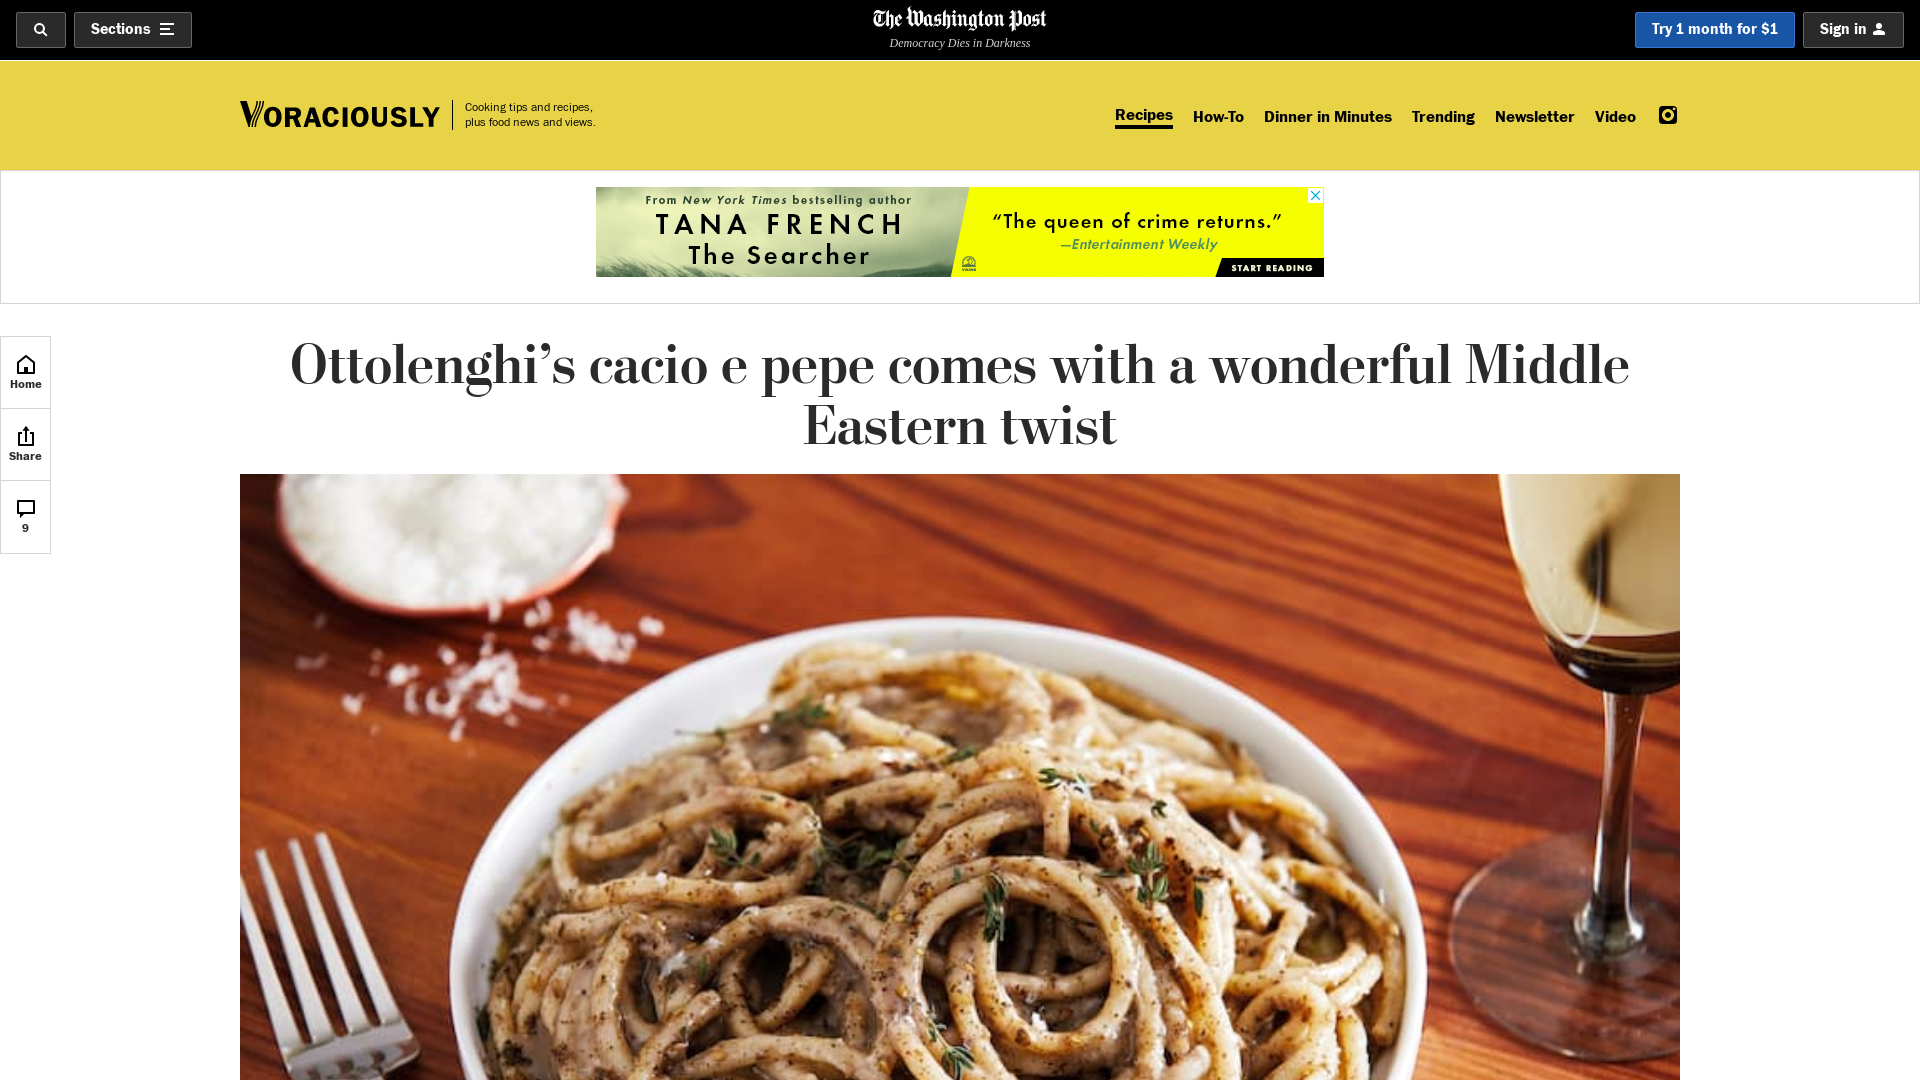 Sections
The Washington Post
Democracy Dies in Darkness
Try 1 month for $1
Sign in
VORACIOUSLY
Cooking tips and recipes,
plus food news and views.
Recipes
How-To
Dinner in Minutes
Trending
Newsletter
Video
From New York Times bestselling author
TANA FRENCH
The Searcher
“The queen of crime returns.”
—Entertainment Weekly
START READING
Home
Share
9
Ottolenghi’s cacio e pepe comes with a wonderful Middle
Eastern twist